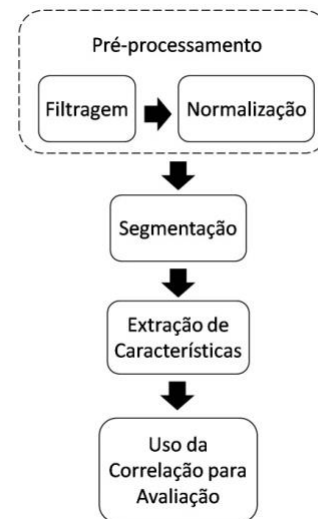 Pré-processamento
Filtragem
Normalização
Segmentação
Extração de
Características
Uso da
Correlação para
Avaliação